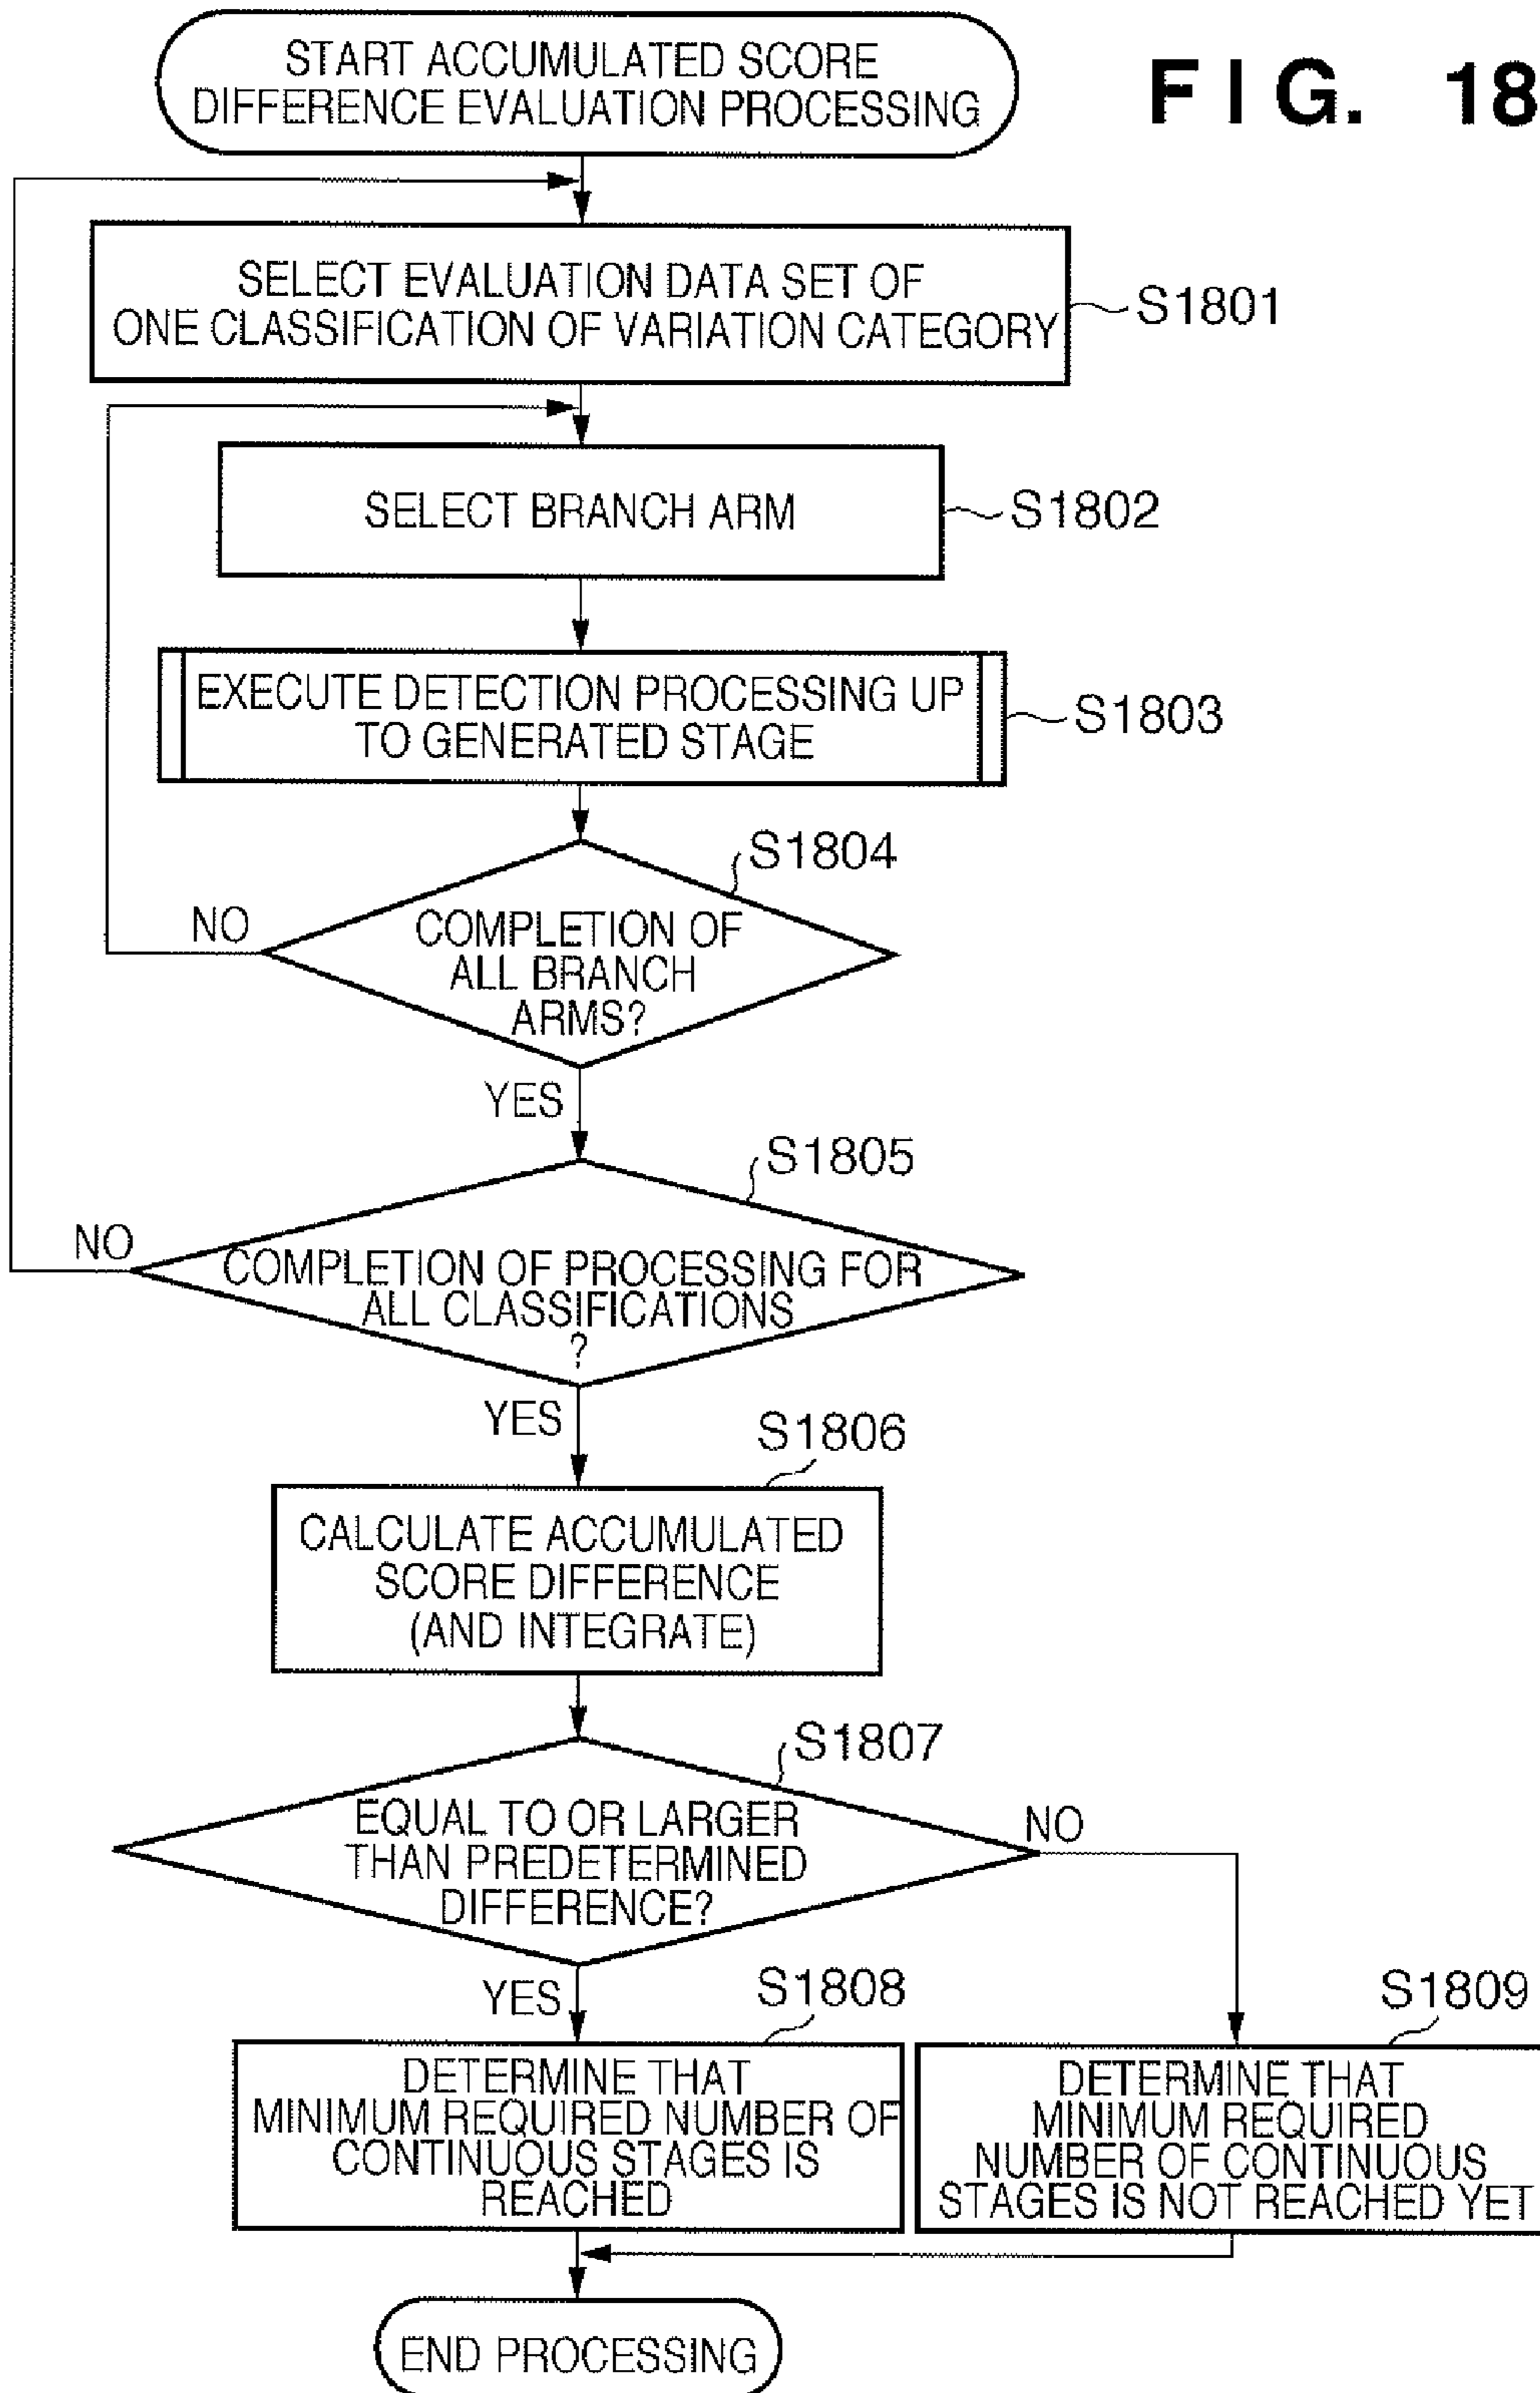 START ACCUMULATED SCORE
DIFFERENCE EVALUATION PROCESSING
FIG. 18
SELECT EVALUATION DATA SET OF
ONE CLASSIFICATION OF VARIATION CATEGORY
S1801
SELECT BRANCH ARM
S1802
EXECUTE DETECTION PROCESSING UP
TO GENERATED STAGE
S1803
S1804
NO
COMPLETION OF
ALL BRANCH
ARMS?
YES
S1805
NO
COMPLETION OF PROCESSING FOR
ALL CLASSIFICATIONS
?
YES
S1806
CALCULATE ACCUMULATED
SCORE DIFFERENCE
(AND INTEGRATE)
S1807
EQUAL TO OR LARGER
THAN PREDETERMINED
DIFFERENCE?
NO
YES
S1808
DETERMINE THAT
MINIMUM REQUIRED NUMBER OF
CONTINUOUS STAGES IS
REACHED
S1809
DETERMINE THAT
MINIMUM REQUIRED
NUMBER OF CONTINUOUS
STAGES IS NOT REACHED YET
END PROCESSING